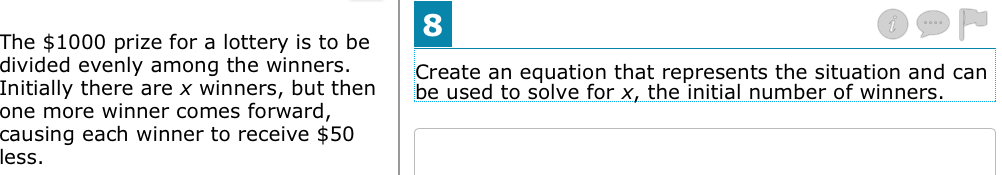 The $1000 prize for a lottery is to be
divided evenly among the winners.
Initially there are x winners, but then
one more winner comes forward,
causing each winner to receive $50
less.
8
i
Create an equation that represents the situation and can
be used to solve for x, the initial number of winners.